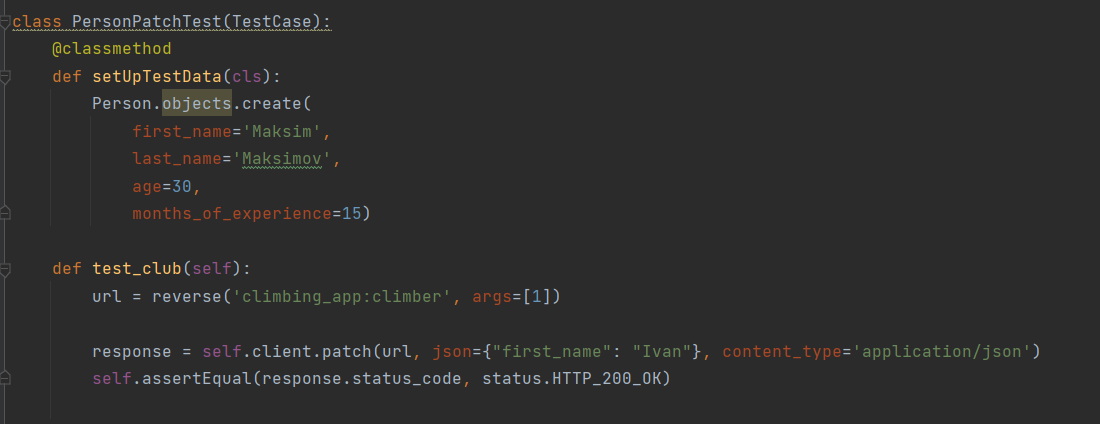 class PersonPatchTest(TestCase):
    @classmethod
    def setUpTestData(cls):
        Person.objects.create(
            first_name='Maksim',
            last_name='Maksimov',
            age=30,
            months_of_experience=15)

    def test_club(self):
        url = reverse('climbing_app:climber', args=[1])

        response = self.client.patch(url, json={"first_name": "Ivan"}, content_type='application/json')
        self.assertEqual(response.status_code, status.HTTP_200_OK)